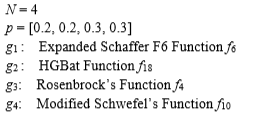 N = 4
p = [0.2, 0.2, 0.3, 0.3]
g1 : Expanded Schaffer F6 Function f6
g2 : HGBat Function f18
g3: Rosenbrock's Function f4
g4: Modified Schwefel's Function f10